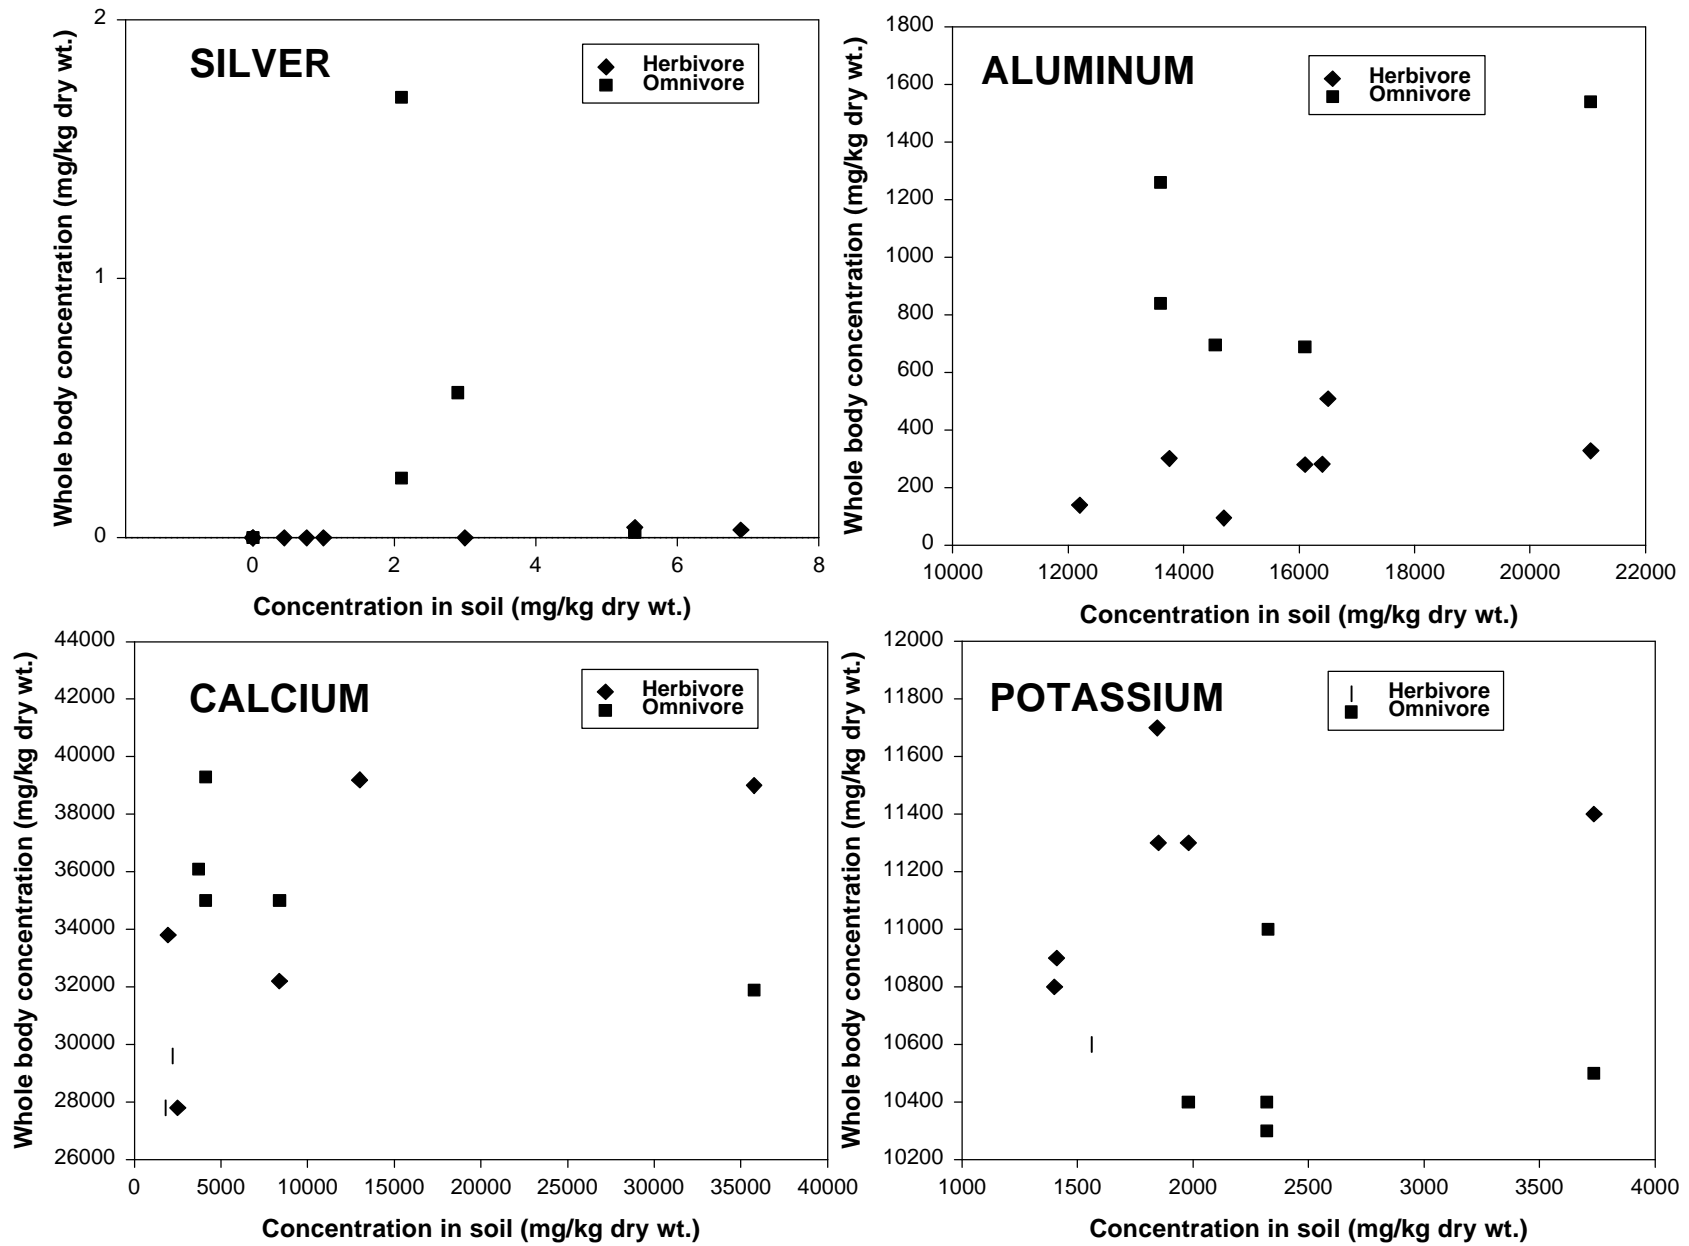 SILVER
Herbivore
Omnivore
Whole body concentration (mg/kg dry wt.)
2
1
0
0 2 4 6 8
Concentration in soil (mg/kg dry wt.)
ALUMINUM
Herbivore
Omnivore
Whole body concentration (mg/kg dry wt.)
1800
1600
1400
1200
1000
800
600
400
200
0
10000 12000 14000 16000 18000 20000 22000
Concentration in soil (mg/kg dry wt.)
CALCIUM
Herbivore
Omnivore
Whole body concentration (mg/kg dry wt.)
44000
42000
40000
38000
36000
34000
32000
30000
28000
26000
0 5000 10000 15000 20000 25000 30000 35000 40000
Concentration in soil (mg/kg dry wt.)
POTASSIUM
Herbivore
Omnivore
Whole body concentration (mg/kg dry wt.)
12000
11800
11600
11400
11200
11000
10800
10600
10400
10200
1000 1500 2000 2500 3000 3500 4000
Concentration in soil (mg/kg dry wt.)